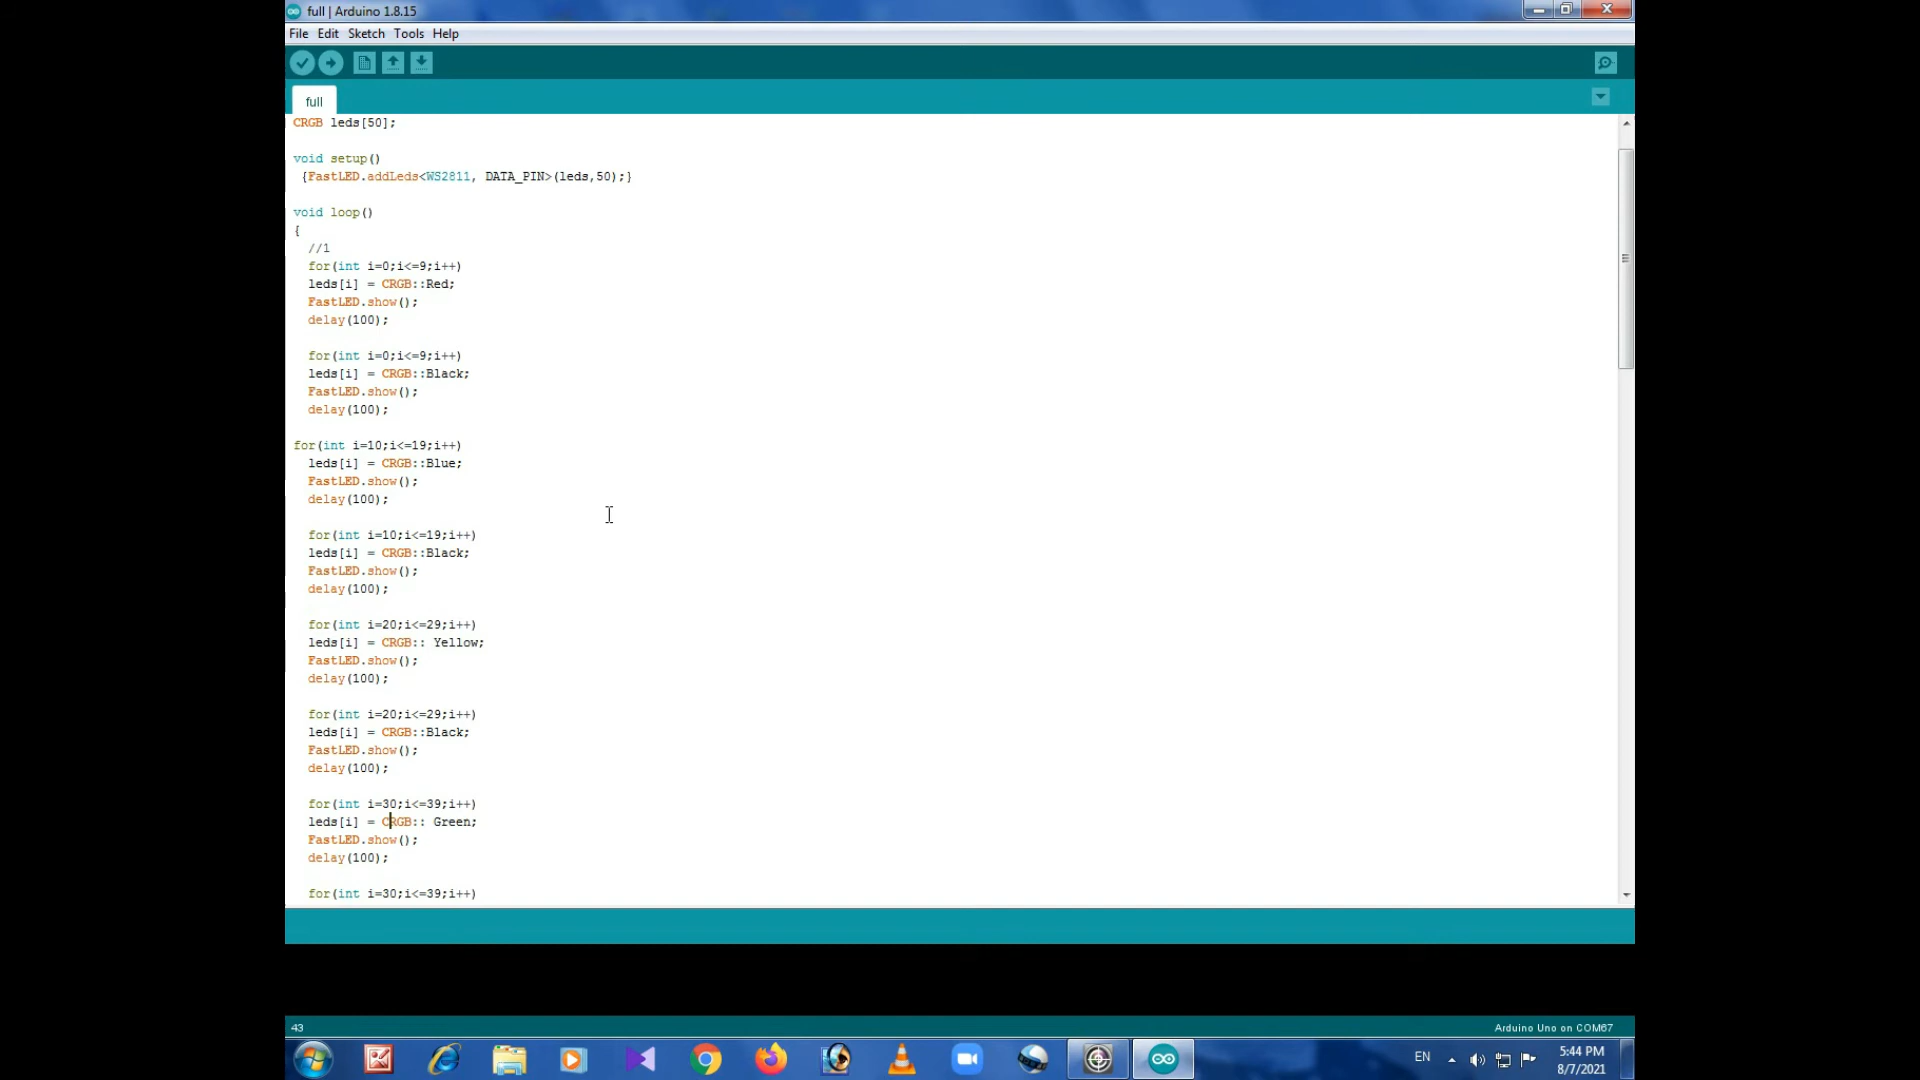 full | Arduino 1.8.15
File Edit Sketch Tools Help
full
CRGB leds[50];
void setup()
{FastLED.addLeds<WS2811, DATA_PIN>(leds,50);}
void loop()
{
//1
for(int i=0;i<=9;i++)
leds[i] = CRGB::Red;
FastLED.show();
delay(100);
for(int i=0;i<=9;i++)
leds[i] = CRGB::Black;
FastLED.show();
delay(100);
for(int i=10;i<=19;i++)
leds[i] = CRGB::Blue;
FastLED.show();
delay(100);
for(int i=10;i<=19;i++)
leds[i] = CRGB::Black;
FastLED.show();
delay(100);
for(int i=20;i<=29;i++)
leds[i] = CRGB:: Yellow;
FastLED.show();
delay(100);
for(int i=20;i<=29;i++)
leds[i] = CRGB::Black;
FastLED.show();
delay(100);
for(int i=30;i<=39;i++)
leds[i] = CRGB:: Green;
FastLED.show();
delay(100);
for(int i=30;i<=39;i++)
43
Arduino Uno on COM67
EN
5:44 PM
8/7/2021